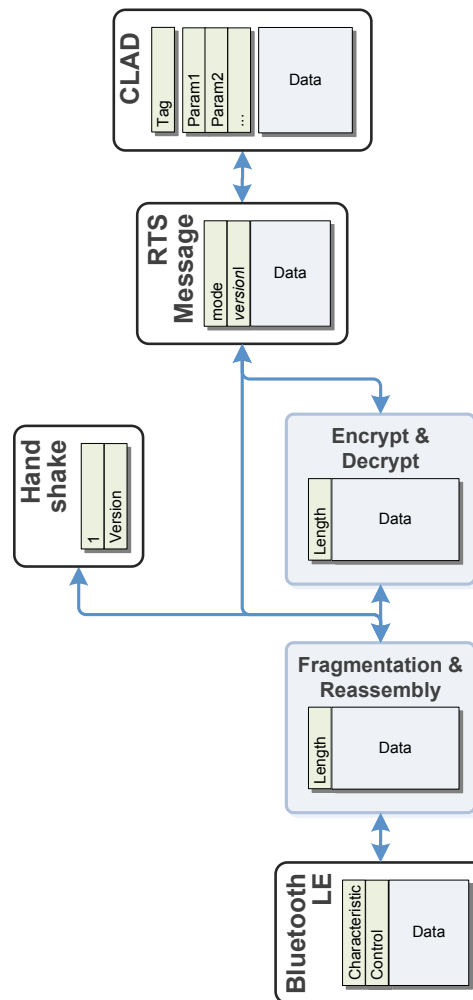 Bluetooth
LE
Characteristic
Control
Data
Fragmentation &
Reassembly
Length
Data
Encrypt &
Decrypt
Length
Data
Hand
shake
1
Version
RTS
Message
mode
versionl
Data
CLAD
Tag
Param1
Param2
...
Data